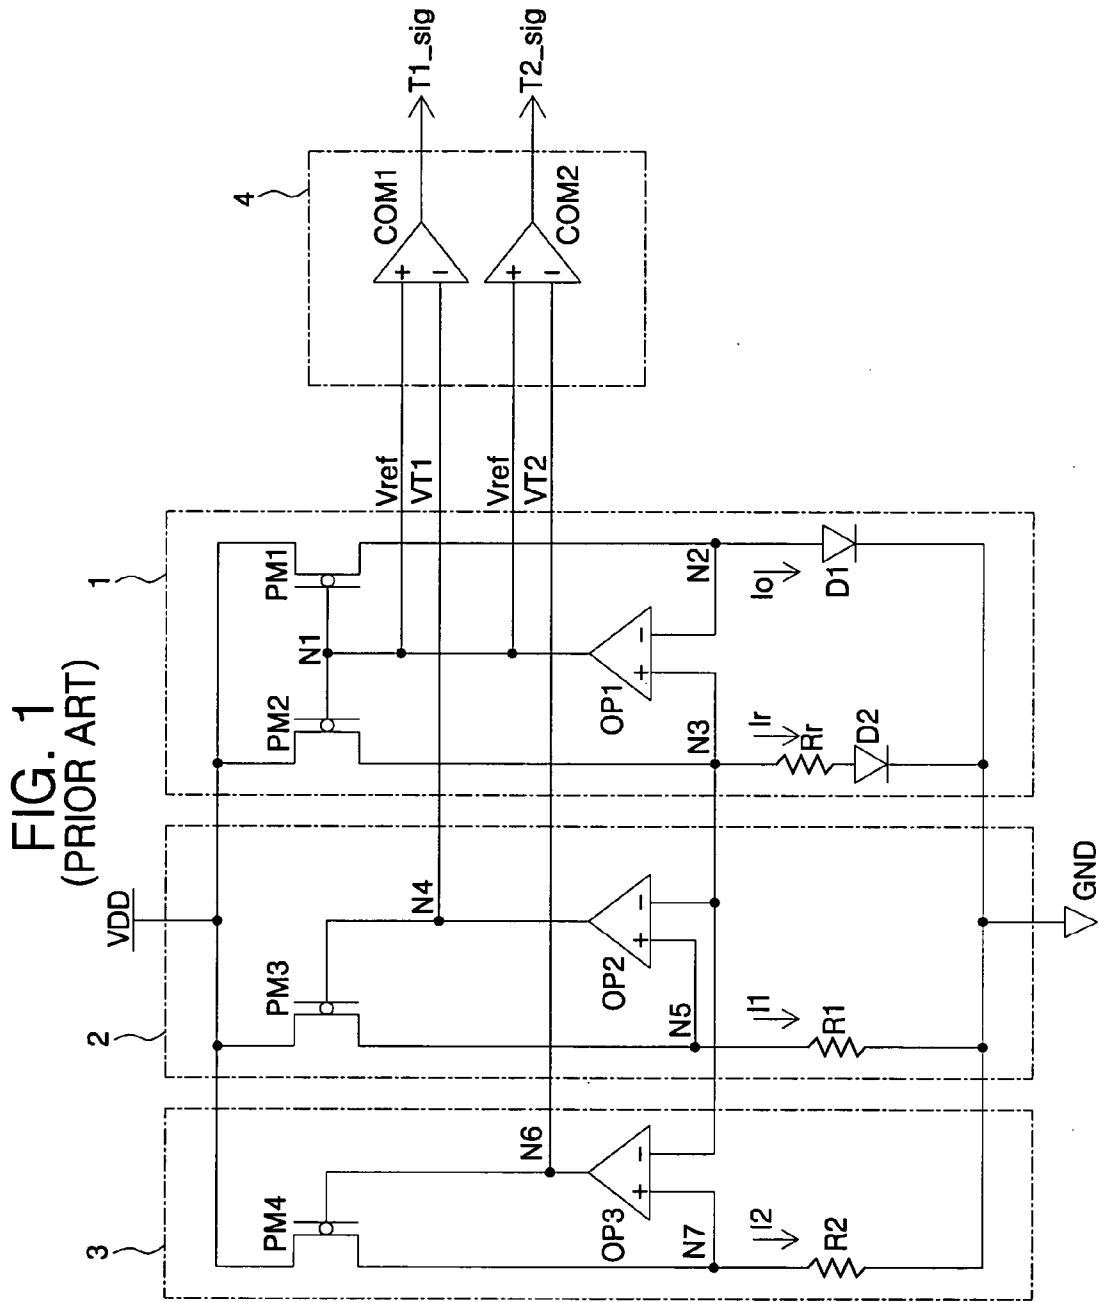 FIG. 1
(PRIOR ART)
VDD
3
2
1
4
PM4
PM3
PM2
PM1
N1
COM1
+
−
T1_sig
COM2
+
−
T2_sig
Vref
VT1
Vref
VT2
N6
N4
OP3
+
−
OP2
+
−
OP1
+
−
N7
N5
N3
N2
I2
I1
Ir
Io
R2
R1
Rr
D2
D1
GND